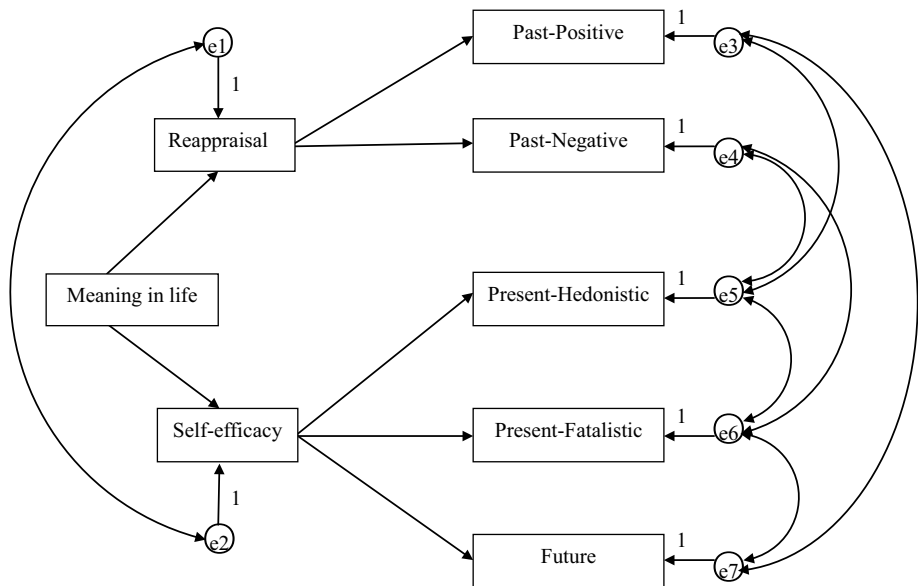 Past-Positive
1
e3
e1
1
Reappraisal
Past-Negative
1
e4
Meaning in life
Present-Hedonistic
1
e5
Self-efficacy
Present-Fatalistic
1
e6
1
e2
Future
1
e7